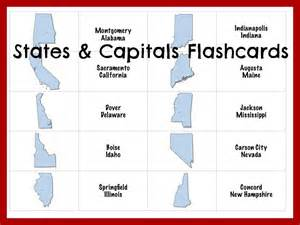 Montgomery
Alabama
Indianapolis
Indiana
States & Capitals Flashcards
Sacramento
California
Augusta
Maine
Dover
Delaware
Jackson
Mississippi
Boise
Idaho
Carson City
Nevada
Springfield
Illinois
Concord
New Hampshire